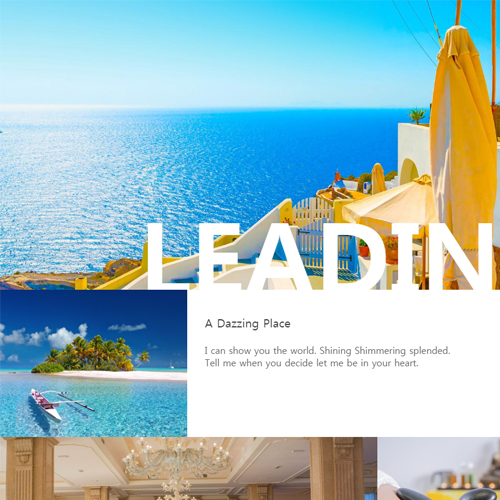 LEADIN
A Dazzing Place
I can show you the world. Shining Shimmering splended.
Tell me when you decide let me be in your heart.